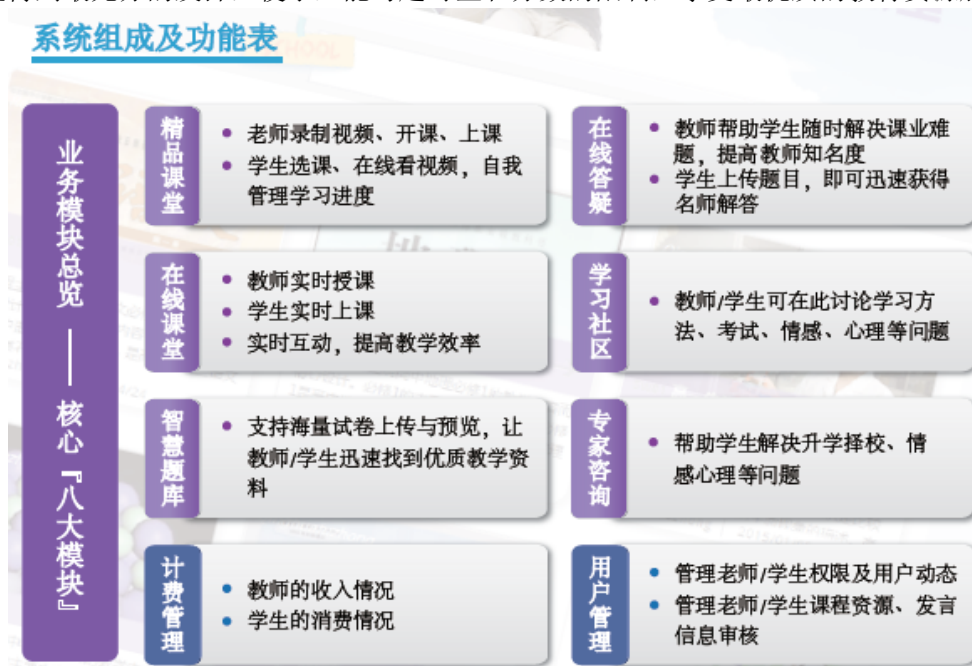 系统组成及功能表
业务模块总览 —— 核心『八大模块』
精品课堂
老师录制视频、开课、上课
学生选课、在线看视频，自我
管理学习进度
在线答疑
教师帮助学生随时解决课业难
题，提高教师知名度
学生上传题目，即可迅速获得
名师解答
在线课堂
教师实时授课
学生实时上课
实时互动，提高教学效率
学习社区
教师/学生可在此讨论学习方
法、考试、情感、心理等问题
智慧题库
支持海量试卷上传与预览，让
教师/学生迅速找到优质教学资
料
专家咨询
帮助学生解决升学择校、情
感心理等问题
计费管理
教师的收入情况
学生的消费情况
用户管理
管理老师/学生权限及用户动态
管理老师/学生课程资源、发言
信息审核